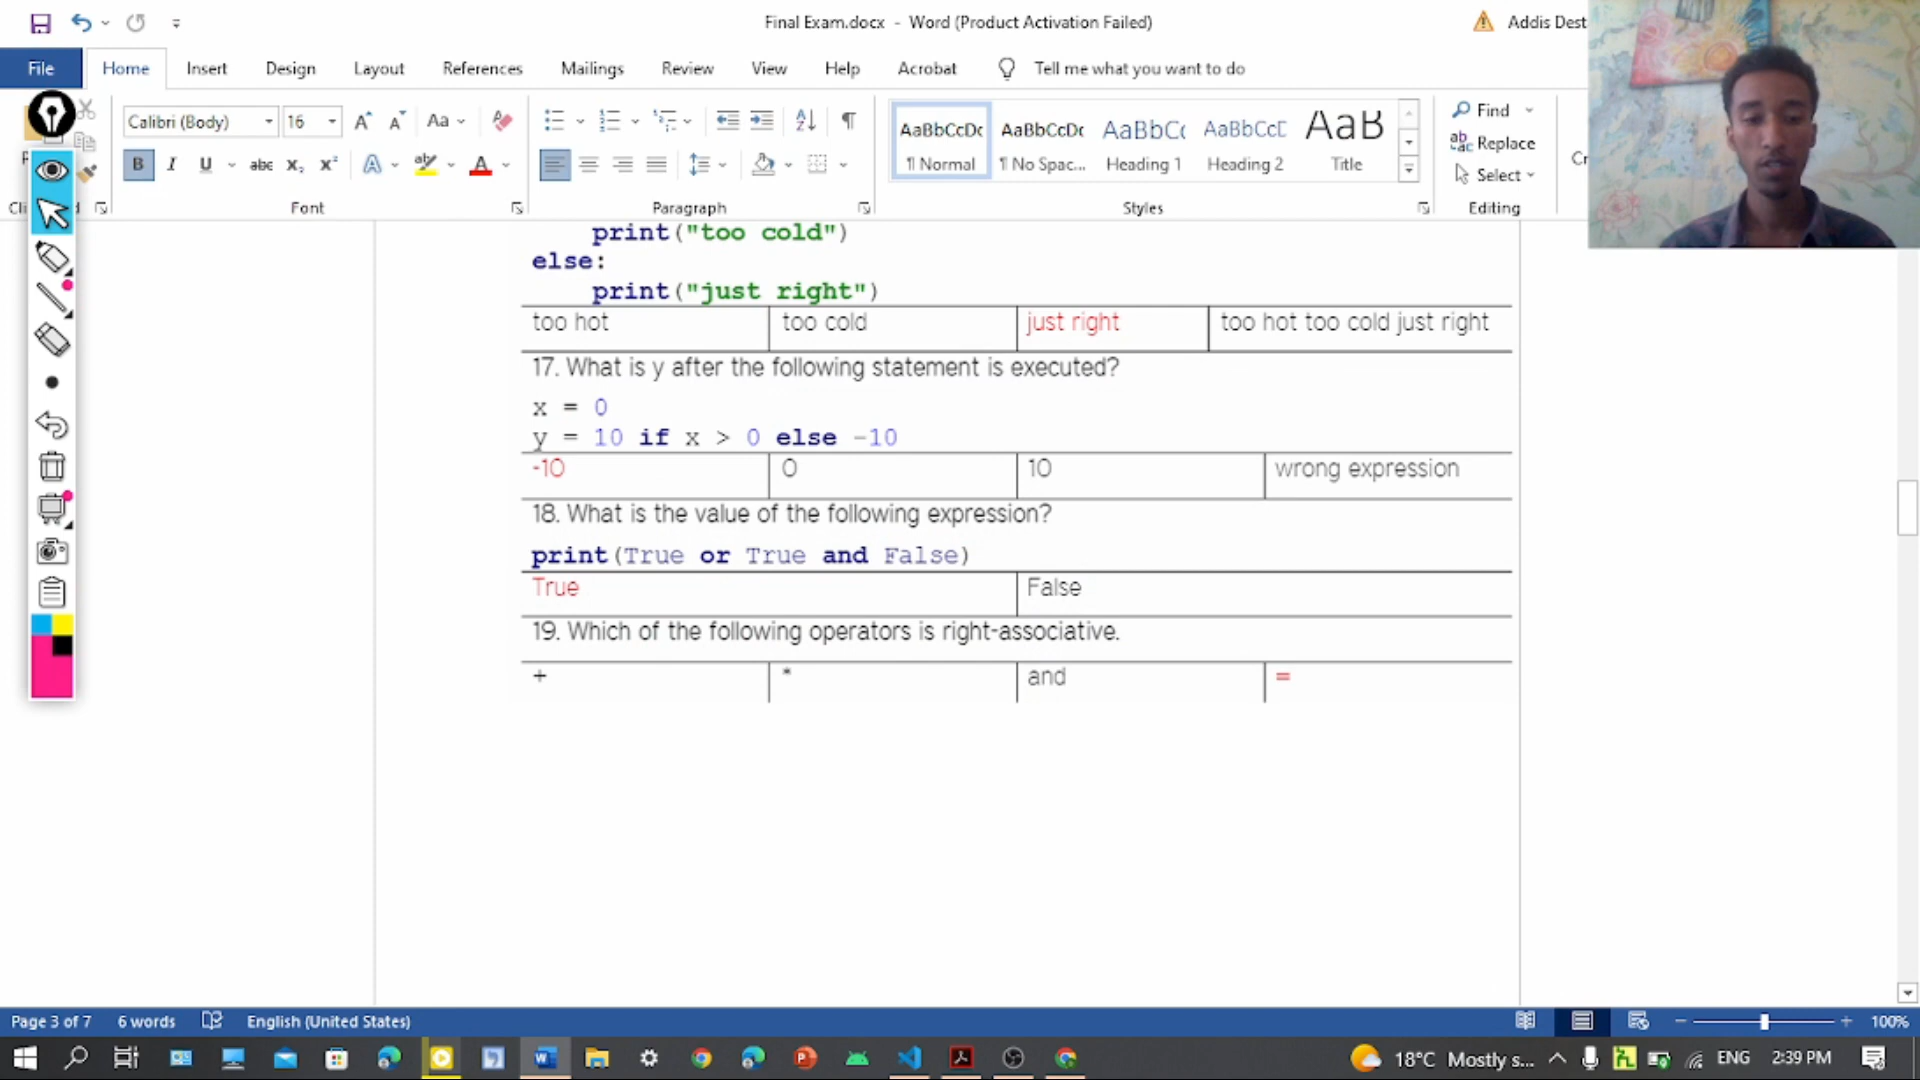 Final Exam.docx - Word (Product Activation Failed)
Addis Dest
File Home Insert Design Layout References Mailings Review View Help Acrobat Tell me what you want to do
Calibri (Body) 16 Aa
AaBbCcDc AaBbCcDc AaBbC( AaBbCcC AaB
¶ Normal ¶ No Spac... Heading 1 Heading 2 Title
Find
Replace
Select
B I U abc X₂ X² A A
Font Paragraph Styles Editing
print("too cold")
else:
print("just right")
too hot too cold just right too hot too cold just right
17. What is y after the following statement is executed?
x = 0
y = 10 if x > 0 else -10
-10 0 10 wrong expression
18. What is the value of the following expression?
print(True or True and False)
True False
19. Which of the following operators is right-associative.
+ * and =
Page 3 of 7 6 words English (United States) 100%
18°C Mostly s... ENG 2:39 PM